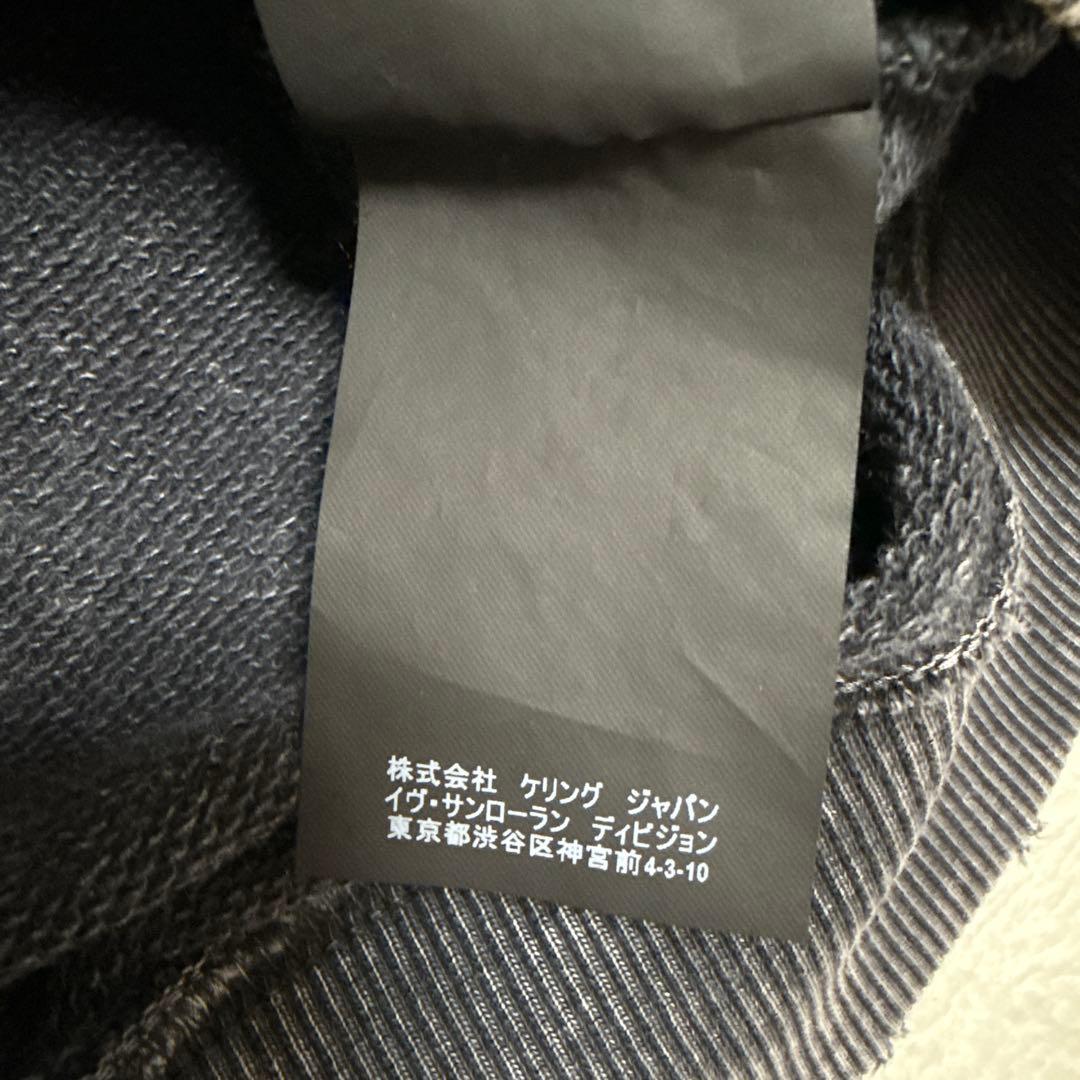 株式会社 ケリング ジャパン
イヴ・サンローラン ディビジョン
東京都渋谷区神宮前4-3-10